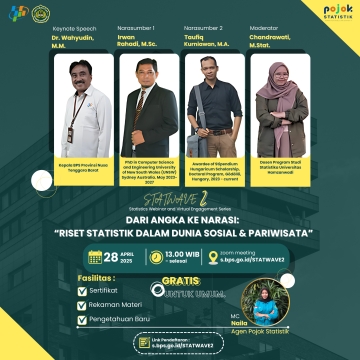 pojok
STATISTIK
Keynote Speech
Dr. Wahyudin,
M.M.
Narasumber 1
Irwan
Rahadi, M.Sc.
Narasumber 2
Taufiq
Kurniawan, M.A.
Moderator
Chandrawati,
M.Stat.
Kepala BPS Provinsi Nusa
Tenggara Barat
PhD in Computer Science
and Engineering University
of New South Wales (UNSW)
Sydney Australia, May 2023-
2027
Awardee of Stipendium
Hungaricum Scholarship,
Doctoral Program,
Hungary, 2023 - current
Dosen Program Studi
Statistika Universitas
Hamzanwadi
STATWAVE 2
Statistics Webinar and Virtual Engagement Series
DARI ANGKA KE NARASI:
“RISET STATISTIK DALAM DUNIA SOSIAL & PARIWISATA”
28 APRIL
2025
13.00 WIB
- selesai
zoom meeting
s.bps.go.id/STATWAVE2
Fasilitas :
Sertifikat
Rekaman Materi
Pengetahuan Baru
GRATIS
UNTUK UMUM
MC
Naila
Agen Pojok Statistik
Link Pendaftaran :
s.bps.go.id/STATWAVE2